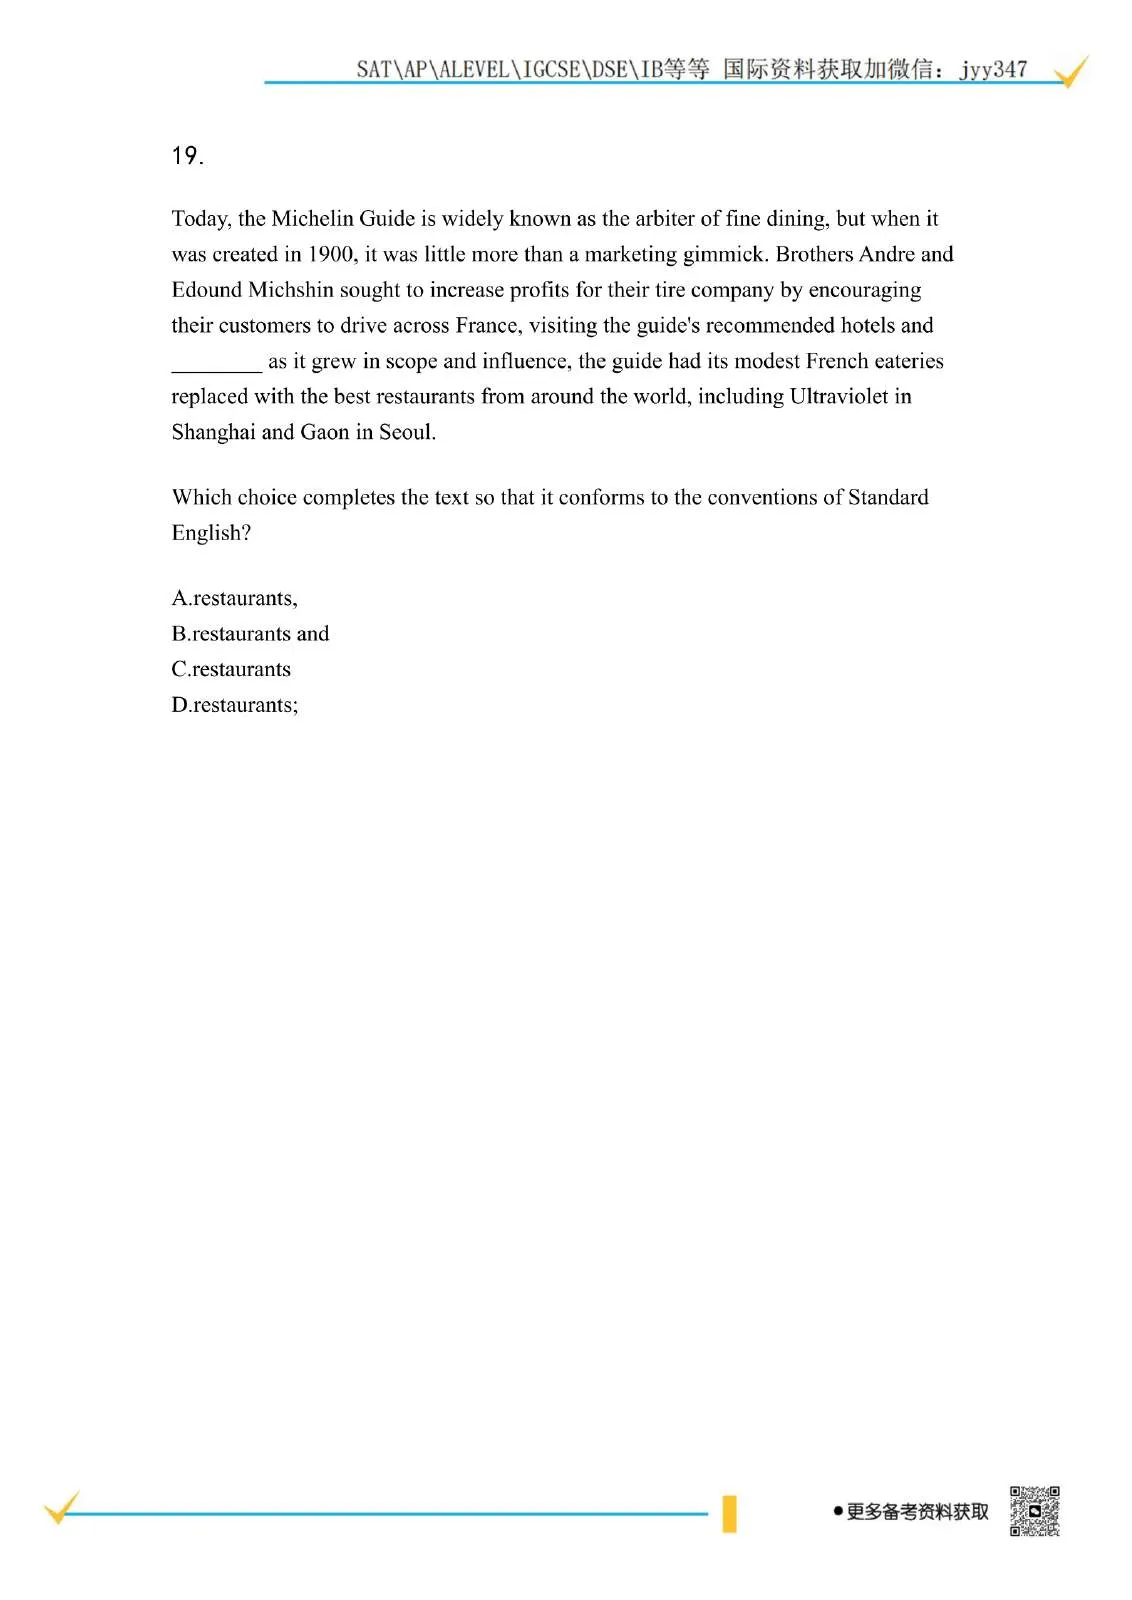 SAT\AP\ALEVEL\IGCSE\DSE\IB等等 国际资料获取加微信：jyy347
19.
Today, the Michelin Guide is widely known as the arbiter of fine dining, but when it
was created in 1900, it was little more than a marketing gimmick. Brothers Andre and
Edound Michshin sought to increase profits for their tire company by encouraging
their customers to drive across France, visiting the guide's recommended hotels and
________ as it grew in scope and influence, the guide had its modest French eateries
replaced with the best restaurants from around the world, including Ultraviolet in
Shanghai and Gaon in Seoul.
Which choice completes the text so that it conforms to the conventions of Standard
English?
A.restaurants,
B.restaurants and
C.restaurants
D.restaurants;
●更多备考资料获取